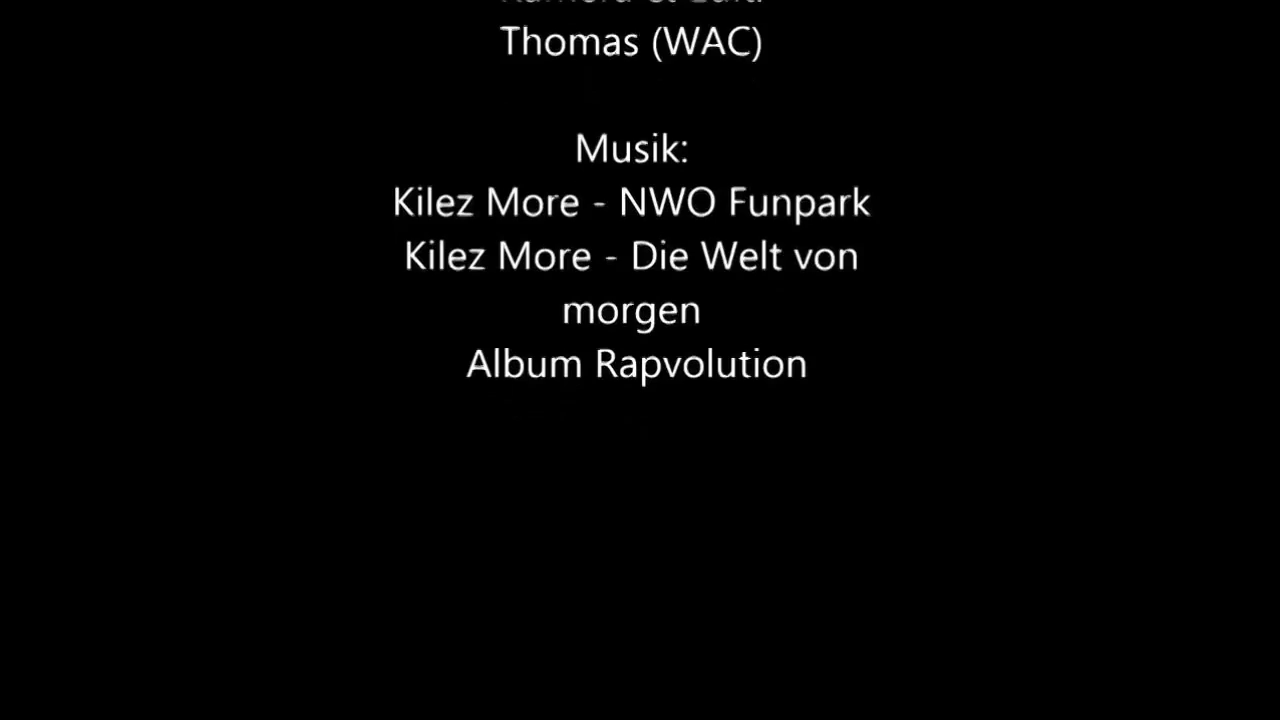 Thomas (WAC)
Musik:
Kilez More - NWO Funpark
Kilez More - Die Welt von
morgen
Album Rapvolution